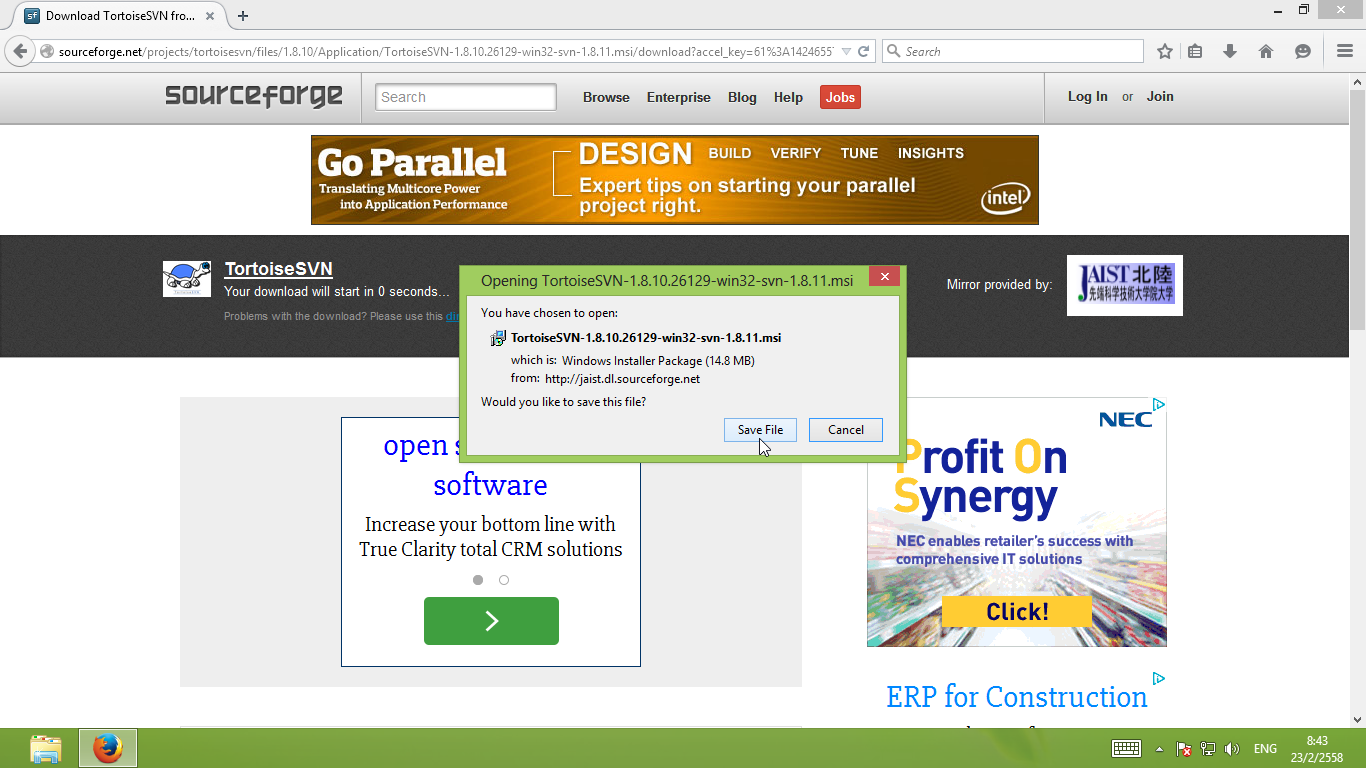 Download TortoiseSVN fro...
sourceforge.net/projects/tortoisesvn/files/1.8.10/Application/TortoiseSVN-1.8.10.26129-win32-svn-1.8.11.msi/download?accel_key=61%3A1424655
Search
sourceforge
Search
Browse Enterprise Blog Help Jobs
Log In or Join
Go Parallel
Translating Multicore Power
into Application Performance
DESIGN BUILD VERIFY TUNE INSIGHTS
Expert tips on starting your parallel
project right.
intel
TortoiseSVN
Your download will start in 0 seconds...
Problems with the download? Please use this
Mirror provided by:
JAIST北陸
先端科学技術大学院大学
Opening TortoiseSVN-1.8.10.26129-win32-svn-1.8.11.msi
You have chosen to open:
TortoiseSVN-1.8.10.26129-win32-svn-1.8.11.msi
which is: Windows Installer Package (14.8 MB)
from: http://jaist.dl.sourceforge.net
Would you like to save this file?
Save File Cancel
open
software
Increase your bottom line with
True Clarity total CRM solutions
NEC
Profit On
Synergy
NEC enables retailer's success with
comprehensive IT solutions
Click!
ERP for Construction
ENG
8:43
23/2/2558